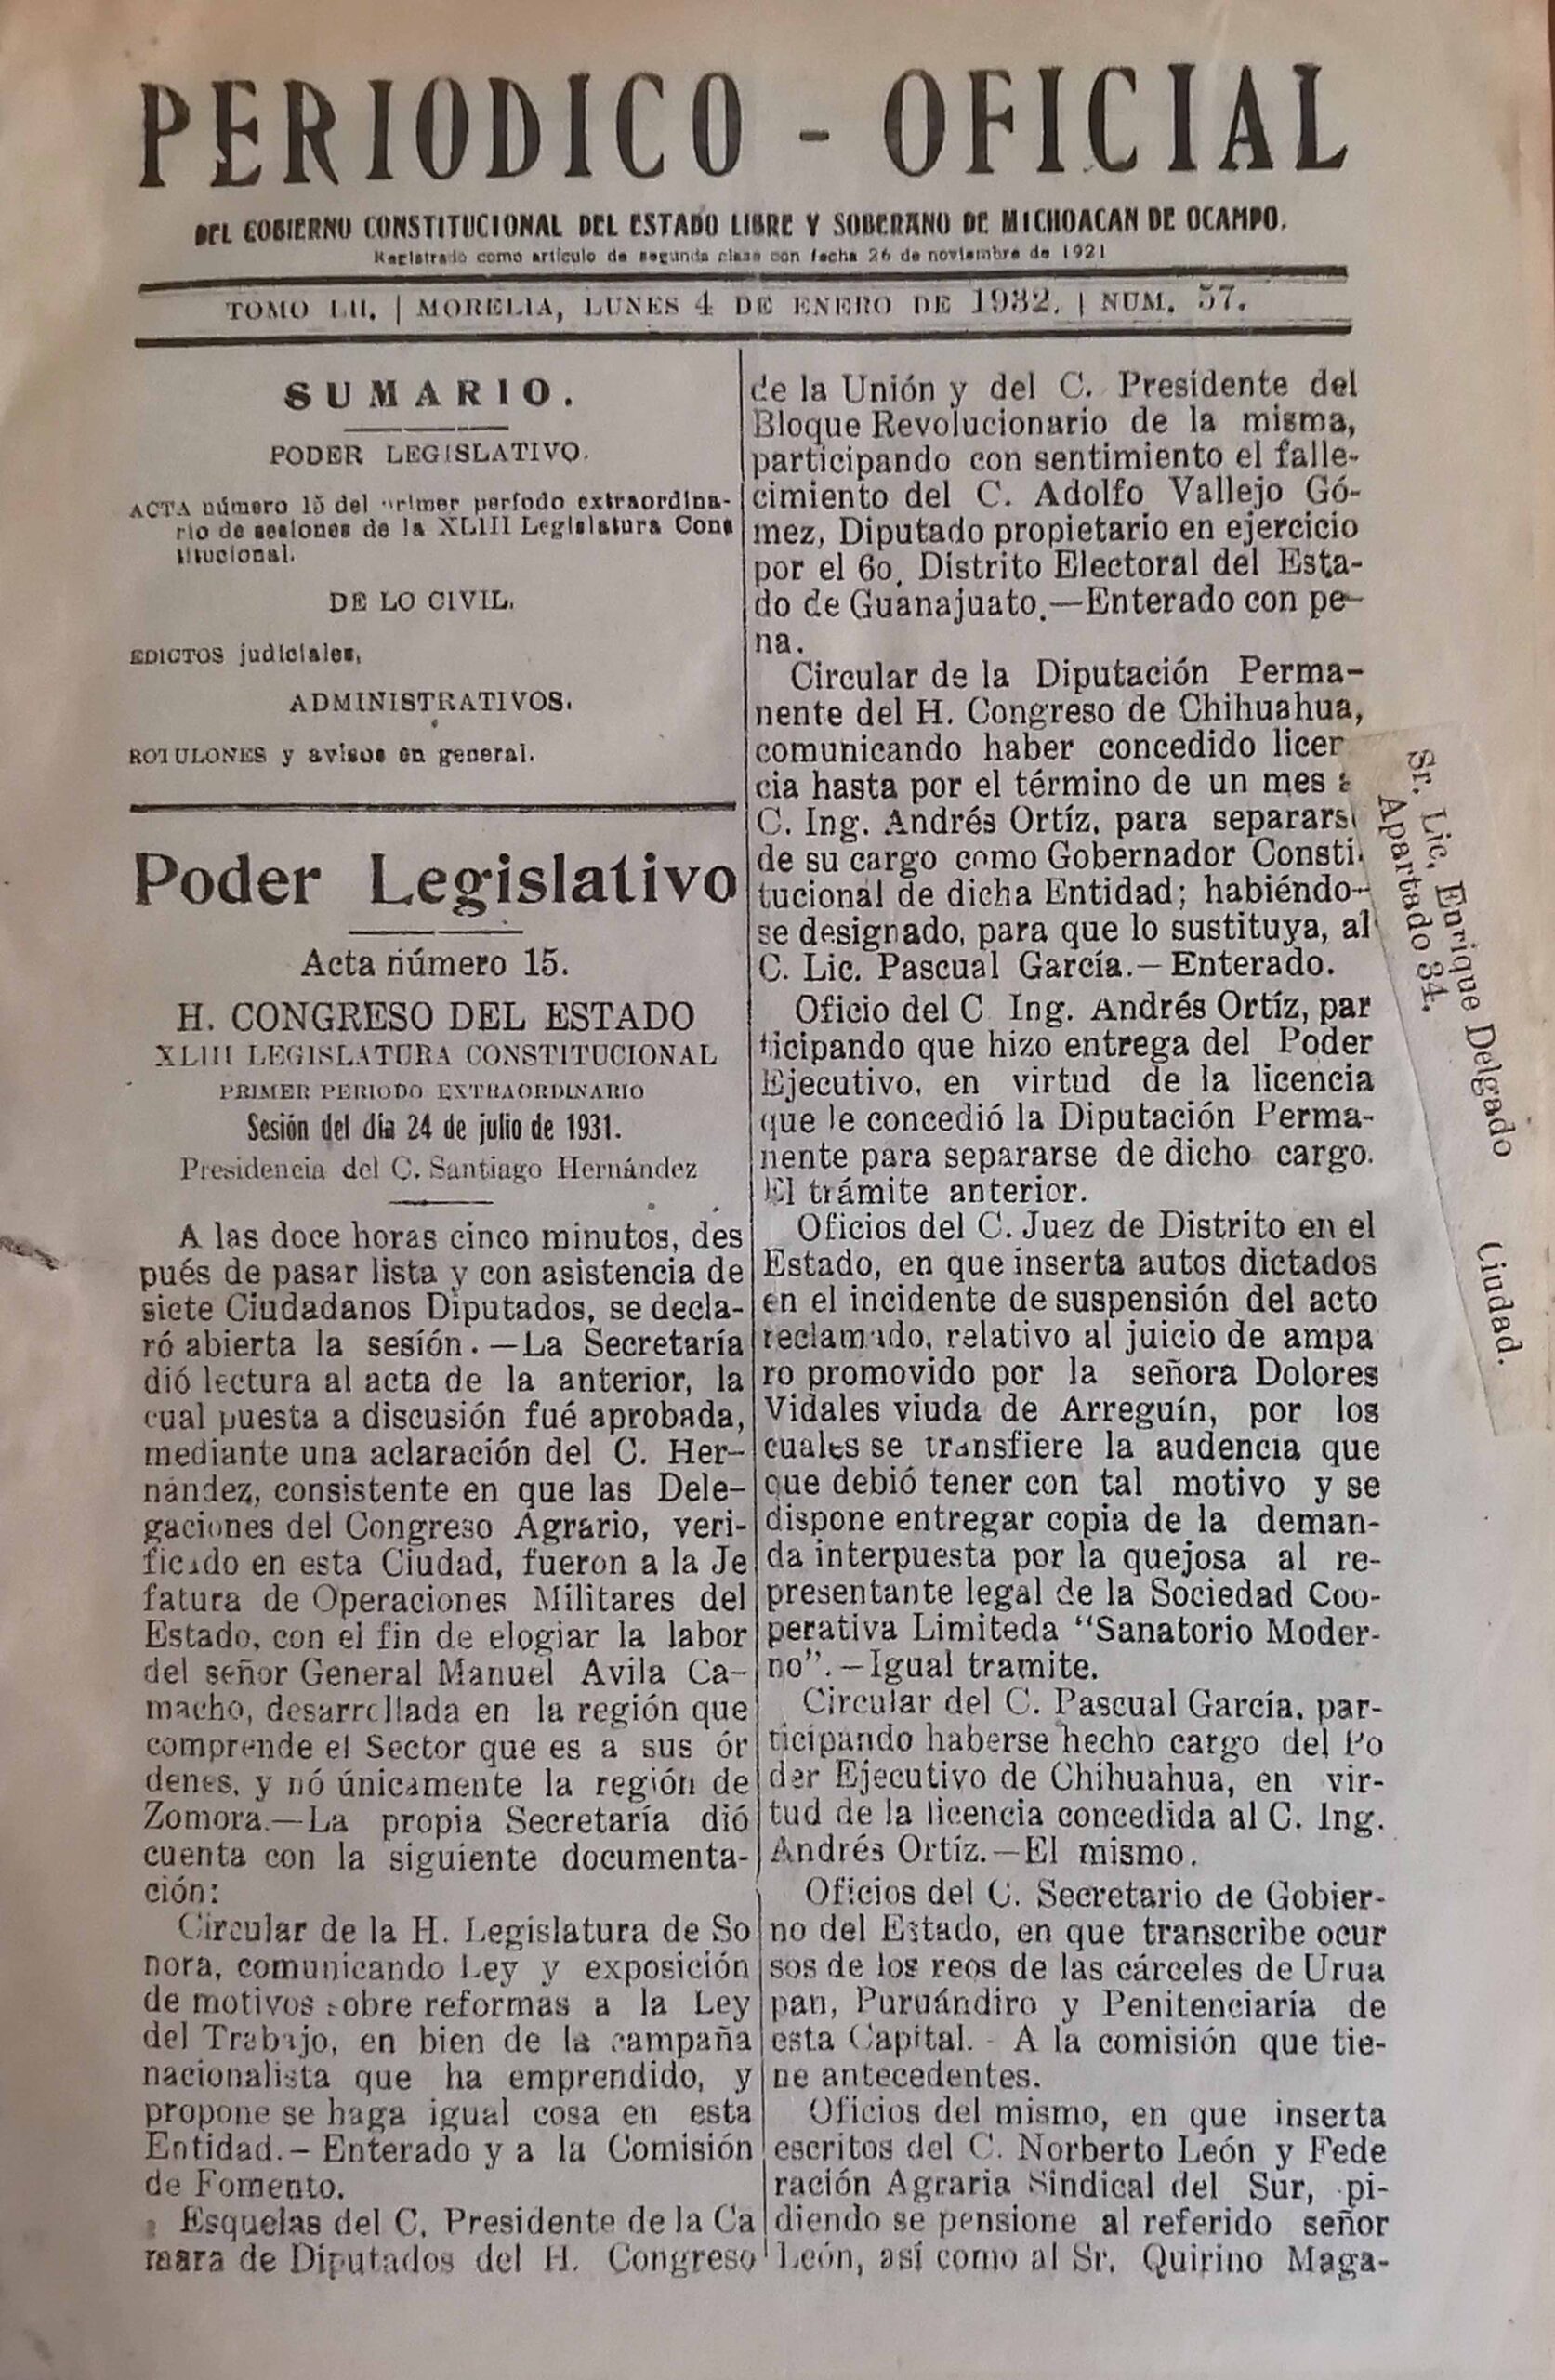 PERIODICO - OFICIAL
DEL GOBIERNO CONSTITUCIONAL DEL ESTADO LIBRE Y SOBERANO DE MICHOACAN DE OCAMPO.
Registrado como artículo de segunda clase con fecha 26 de noviembre de 1921
TOMO LII. | MORELIA, LUNES 4 DE ENERO DE 1932. | NUM. 57.
SUMARIO.
PODER LEGISLATIVO.
ACTA número 15 del primer período extraordina-
rio de sesiones de la XLIII Legislatura Cons
titucional.
DE LO CIVIL.
EDICTOS judiciales,
ADMINISTRATIVOS.
ROTULONES y avisos en general.
Poder Legislativo
Acta número 15.
H. CONGRESO DEL ESTADO
XLIII LEGISLATURA CONSTITUCIONAL
PRIMER PERIODO EXTRAORDINARIO
Sesión del día 24 de julio de 1931.
Presidencia del C. Santiago Hernández
A las doce horas cinco minutos, des
pués de pasar lista y con asistencia de
siete Ciudadanos Diputados, se decla-
ró abierta la sesíón.—La Secretaría
dió lectura al acta de la anterior, la
cual puesta a discusión fué aprobada,
mediante una aclaración del C. Her-
nández, consistente en que las Dele-
gaciones del Congreso Agrario, veri-
ficado en esta Ciudad, fueron a la Je
fatura de Operaciones Militares del
Estado, con el fin de elogiar la labor
del señor General Manuel Avila Ca-
macho, desarrollada en la región que
comprende el Sector que es a sus ór
denes, y nó únicamente la región de
Zomora.—La propia Secretaría dió
cuenta con la siguiente documenta-
ción:
Circular de la H. Legislatura de So
nora, comunicando Ley y exposición
de motivos sobre reformas a la Ley
del Trabajo, en bien de la campaña
nacionalista que ha emprendido, y
propone se haga igual cosa en esta
Entidad.—Enterado y a la Comisión
de Fomento.
Esquelas del C. Presidente de la Ca
mara de Diputados del H. Congreso
de la Unión y del C. Presidente del
Bloque Revolucionario de la misma,
participando con sentimiento el falle-
cimiento del C. Adolfo Vallejo Gó-
mez, Diputado propietario en ejercicio
por el 6o. Distrito Electoral del Esta-
do de Guanajuato.—Enterado con pe-
na.
Circular de la Diputación Perma-
nente del H. Congreso de Chihuahua,
comunicando haber concedido licen
cia hasta por el término de un mes a
C. Ing. Andrés Ortíz, para separars
de su cargo como Gobernador Consti
tucional de dicha Entidad; habiéndo-
se designado, para que lo sustituya, al
C. Lic. Pascual García.—Enterado.
Oficio del C Ing. Andrés Ortíz, par
ticipando que hizo entrega del Poder
Ejecutivo, en virtud de la licencia
que le concedió la Diputación Perma-
nente para separarse de dicho cargo.
El trámite anterior.
Oficios del C. Juez de Distrito en el
Estado, en que inserta autos dictados
en el incidente de suspensión del acto
reclamado, relativo al juicio de ampa
ro promovido por la señora Dolores
Vidales viuda de Arreguín, por los
cuales se transfiere la audencia que
que debió tener con tal motivo y se
dispone entregar copia de la deman-
da interpuesta por la quejosa al re-
presentante legal de la Sociedad Coo-
perativa Limiteda “Sanatorio Moder-
no”.—Igual tramite.
Circular del C. Pascual García, par-
ticipando haberse hecho cargo del Po
der Ejecutivo de Chihuahua, en vir-
tud de la licencia concedida al C. Ing.
Andrés Ortíz.—El mismo.
Oficios del C. Secretario de Gobier-
no del Estado, en que transcribe ocur
sos de los reos de las cárceles de Urua
pan, Puruándiro y Penitenciaría de
esta Capital. - A la comisión que tie-
ne antecedentes.
Oficios del mismo, en que inserta
escritos del C. Norberto León y Fede
ración Agraria Sindical del Sur, pi-
diendo se pensione al referido señor
León, así como al Sr. Quirino Maga-
Sr. Lic. Enrique Delgado
Apartado 34.
Ciudad.